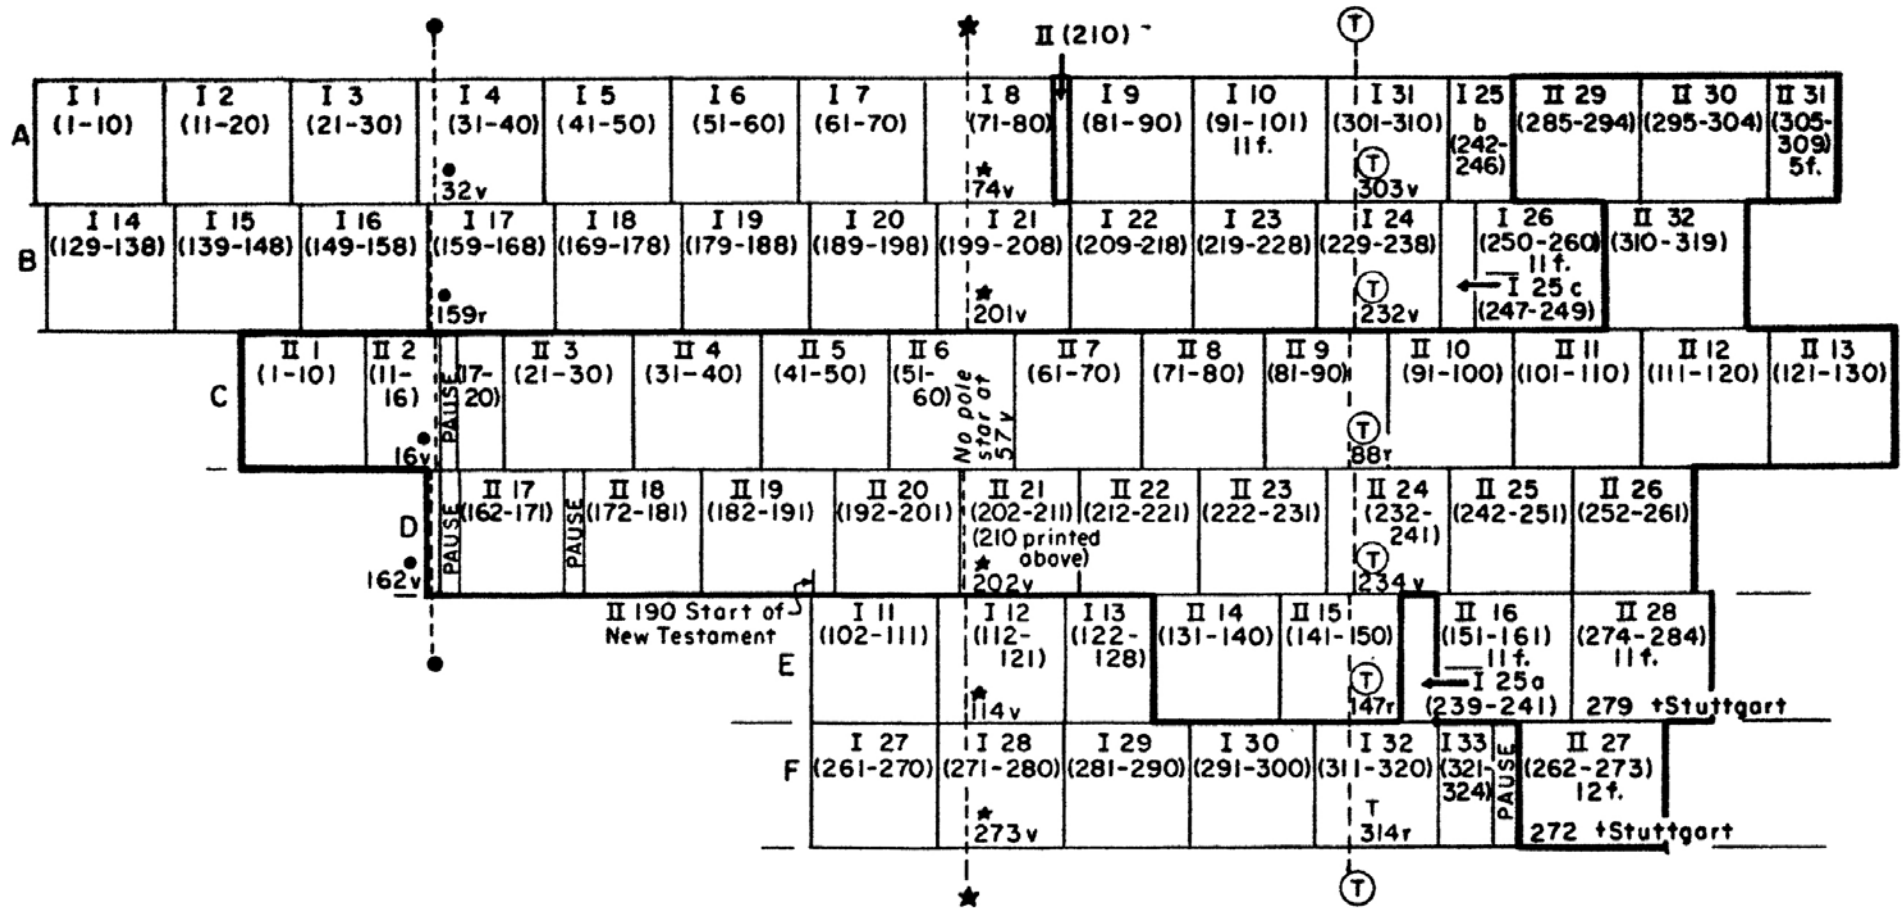 II (210)
T
A
I 1 (1-10)
I 2 (11-20)
I 3 (21-30)
I 4 (31-40)
32v
I 5 (41-50)
I 6 (51-60)
I 7 (61-70)
I 8 (71-80)
74v
I 9 (81-90)
I 10 (91-101) 11f.
I 31 (301-310)
T
303v
I 25 b (242-246)
II 29 (285-294)
II 30 (295-304)
II 31 (305-309) 5f.
B
I 14 (129-138)
I 15 (139-148)
I 16 (149-158)
I 17 (159-168)
159r
I 18 (169-178)
I 19 (179-188)
I 20 (189-198)
I 21 (199-208)
201v
I 22 (209-218)
I 23 (219-228)
I 24 (229-238)
T
232v
I 26 (250-260) 11f.
I 25c (247-249)
II 32 (310-319)
C
II 1 (1-10)
II 2 (11-16)
16v
PAUSE
17-20)
II 3 (21-30)
II 4 (31-40)
II 5 (41-50)
II 6 (51-60)
No pole star at 57v
II 7 (61-70)
II 8 (71-80)
II 9 (81-90)
T
88r
II 10 (91-100)
II 11 (101-110)
II 12 (111-120)
II 13 (121-130)
D
162v
PAUSE
II 17 (162-171)
PAUSE
II 18 (172-181)
II 19 (182-191)
II 20 (192-201)
II 21 (202-211)
(210 printed above)
202v
II 22 (212-221)
II 23 (222-231)
II 24 (232-241)
T
234v
II 25 (242-251)
II 26 (252-261)
II 190 Start of
New Testament
E
I 11 (102-111)
I 12 (112-121)
114v
I 13 (122-128)
II 14 (131-140)
II 15 (141-150)
T
147r
II 16 (151-161) 11f.
I 25a (239-241)
II 28 (274-284) 11f.
279 +Stuttgart
F
I 27 (261-270)
I 28 (271-280)
273v
I 29 (281-290)
I 30 (291-300)
I 32 (311-320)
T
314r
I 33 (321-324)
PAUSE
II 27 (262-273) 12f.
272 +Stuttgart
T